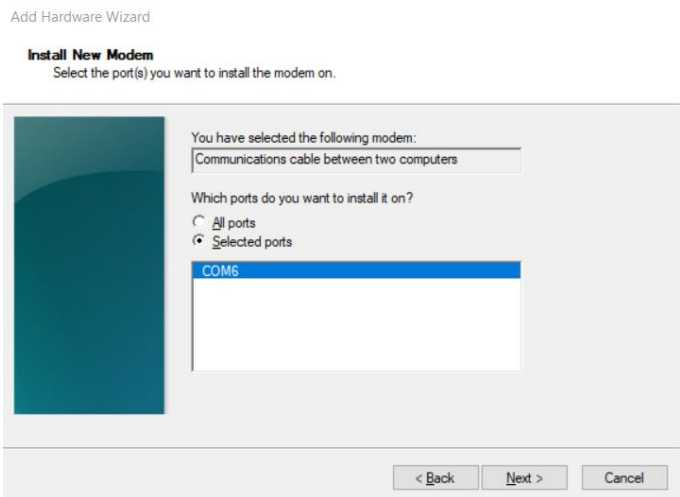 Add Hardware Wizard
Install New Modem
Select the port(s) you want to install the modem on.
You have selected the following modem:
Communications cable between two computers
Which ports do you want to install it on?
All ports
Selected ports
COM6
< Back
Next >
Cancel